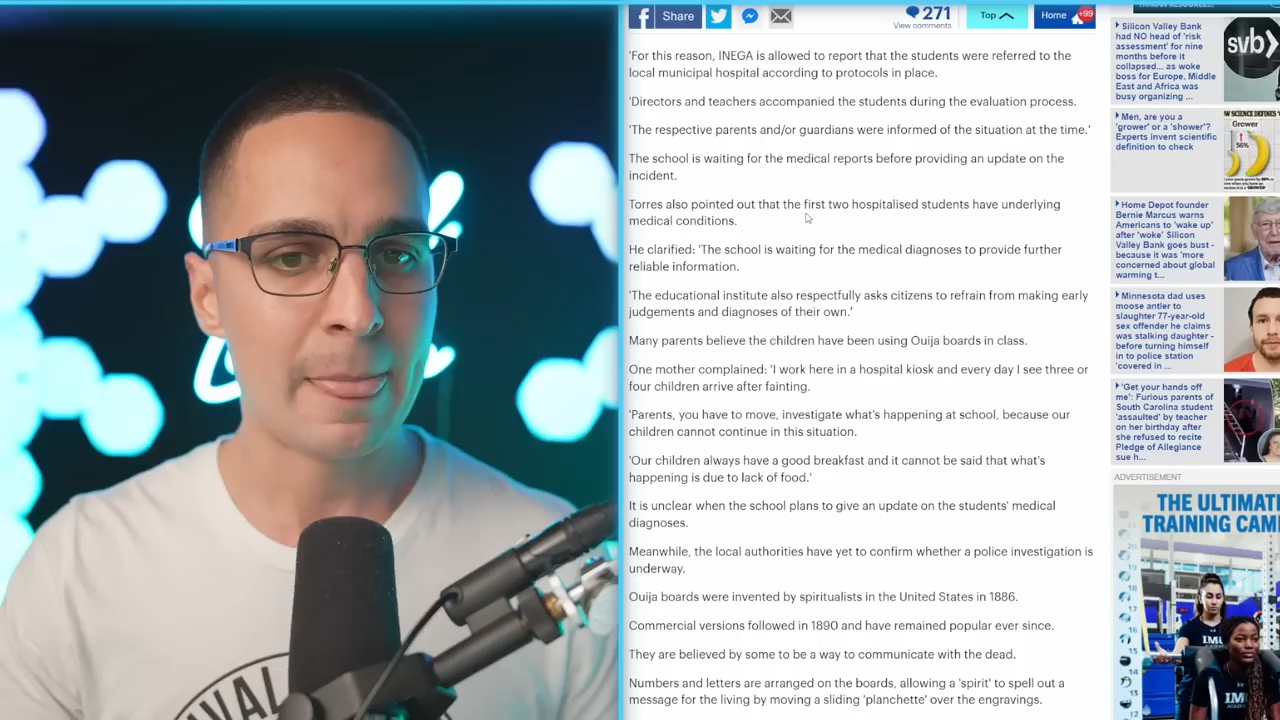 Share
271
View comments
Top
Home
+99
'For this reason, INEGA is allowed to report that the students were referred to the
local municipal hospital according to protocols in place.
'Directors and teachers accompanied the students during the evaluation process.
'The respective parents and/or guardians were informed of the situation at the time.'
The school is waiting for the medical reports before providing an update on the
incident.
Torres also pointed out that the first two hospitalised students have underlying
medical conditions.
He clarified: 'The school is waiting for the medical diagnoses to provide further
reliable information.
'The educational institute also respectfully asks citizens to refrain from making early
judgements and diagnoses of their own.'
Many parents believe the children have been using Ouija boards in class.
One mother complained: 'I work here in a hospital kiosk and every day I see three or
four children arrive after fainting.
'Parents, you have to move, investigate what's happening at school, because our
children cannot continue in this situation.
'Our children always have a good breakfast and it cannot be said that what's
happening is due to lack of food.'
It is unclear when the school plans to give an update on the students' medical
diagnoses.
Meanwhile, the local authorities have yet to confirm whether a police investigation is
underway.
Ouija boards were invented by spiritualists in the United States in 1886.
Commercial versions followed in 1890 and have remained popular ever since.
They are believed by some to be a way to communicate with the dead.
Numbers and letters are arranged on the boards, allowing a 'spirit' to spell out a
message for the living by moving a sliding 'planchette' over the engravings.
Silicon Valley Bank
had NO head of 'risk
assessment' for nine
months before it
collapsed... as woke
boss for Europe, Middle
East and Africa was
busy organizing ...
svb
Men, are you a
'grower' or a 'shower'?
Experts invent scientific
definition to check
Grower
56%
Home Depot founder
Bernie Marcus warns
Americans to 'wake up'
after 'woke' Silicon
Valley Bank goes bust -
because it was 'more
concerned about global
warming t...
Minnesota dad uses
moose antler to
slaughter 77-year-old
sex offender he claims
was stalking daughter -
before turning himself
in to police station
'covered in ...
'Get your hands off
me': Furious parents of
South Carolina student
'assaulted' by teacher
on her birthday after
she refused to recite
Pledge of Allegiance
sue h...
ADVERTISEMENT
THE ULTIMAT
TRAINING CAM
IMG
IM